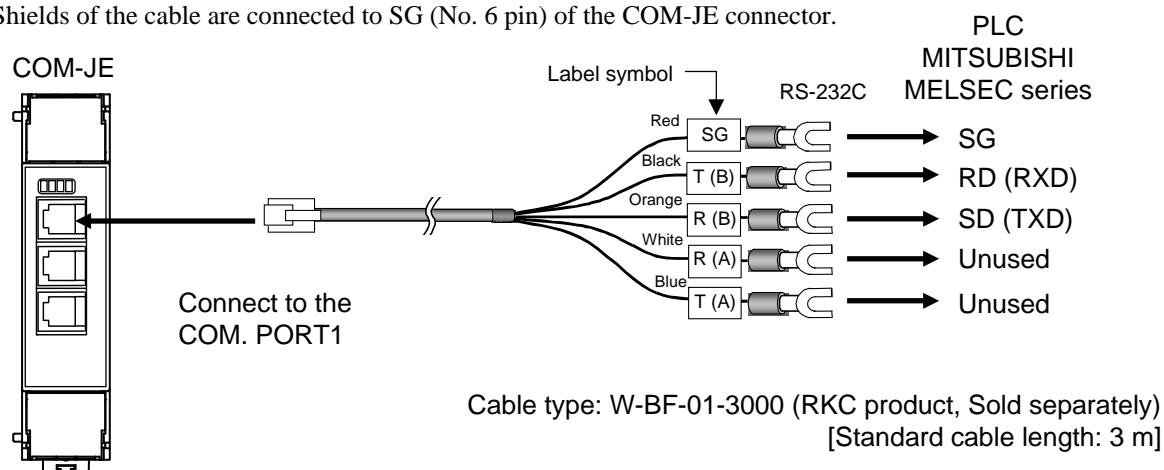 Shields of the cable are connected to SG (No. 6 pin) of the COM-JE connector.
PLC
MITSUBISHI
MELSEC series
COM-JE
Label symbol
RS-232C
Red
SG
SG
Black
T (B)
RD (RXD)
Orange
R (B)
SD (TXD)
White
R (A)
Unused
Blue
T (A)
Unused
Connect to the
COM. PORT1
Cable type: W-BF-01-3000 (RKC product, Sold separately)
[Standard cable length: 3 m]